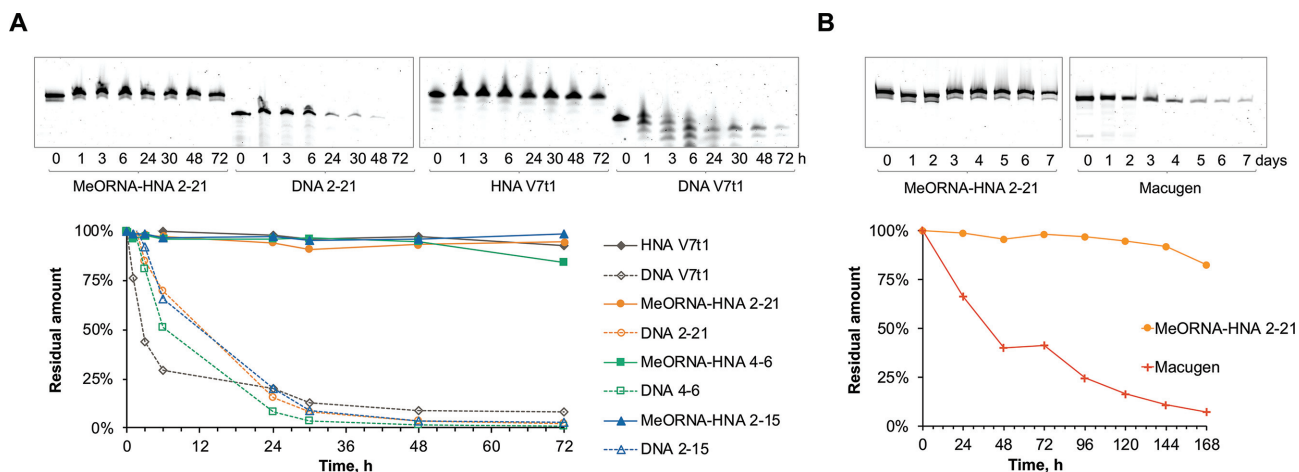 A
B
0 1 3 6 24 30 48 72 0 1 3 6 24 30 48 72 0 1 3 6 24 30 48 72 0 1 3 6 24 30 48 72 h
MeORNA-HNA 2-21 DNA 2-21 HNA V7t1 DNA V7t1
0 1 2 3 4 5 6 7 0 1 2 3 4 5 6 7 days
MeORNA-HNA 2-21 Macugen
Residual amount
100%
75%
50%
25%
0%
0 12 24 36 48 60 72
Time, h
HNA V7t1
DNA V7t1
MeORNA-HNA 2-21
DNA 2-21
MeORNA-HNA 4-6
DNA 4-6
MeORNA-HNA 2-15
DNA 2-15
Residual amount
100%
75%
50%
25%
0%
0 24 48 72 96 120 144 168
Time, h
MeORNA-HNA 2-21
Macugen